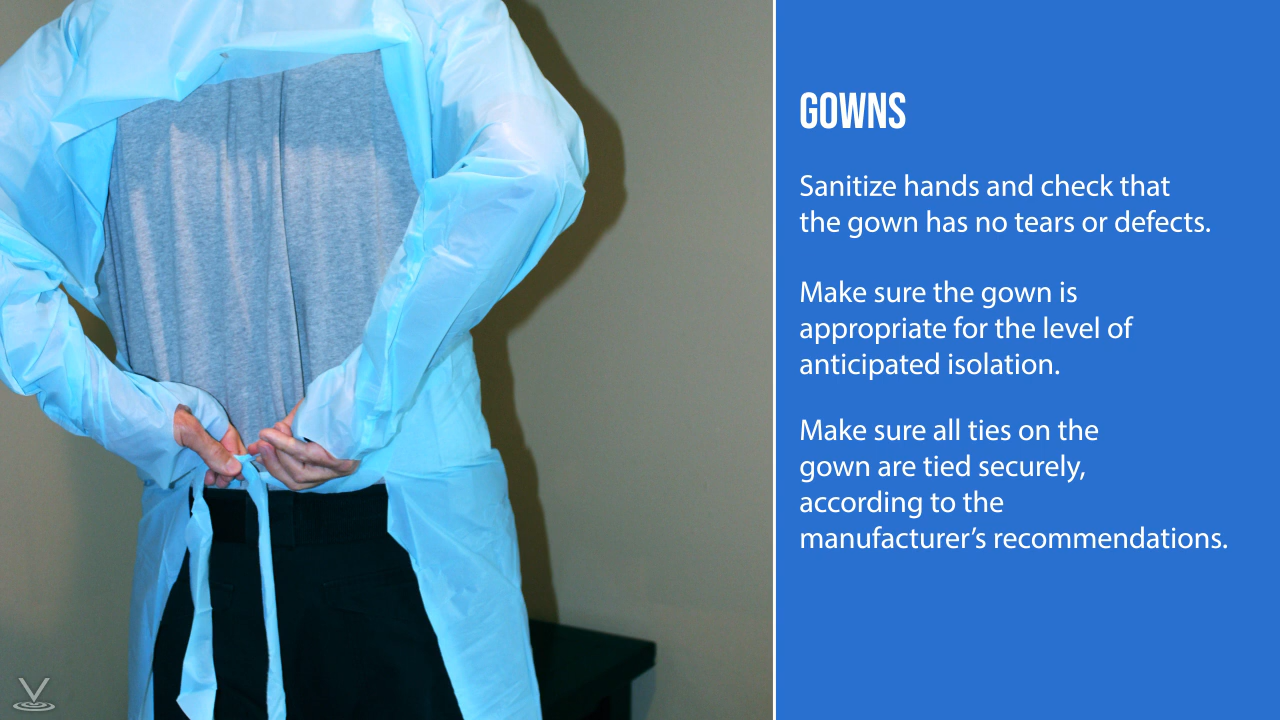 GOWNS
Sanitize hands and check that
the gown has no tears or defects.
Make sure the gown is
appropriate for the level of
anticipated isolation.
Make sure all ties on the
gown are tied securely,
according to the
manufacturer’s recommendations.